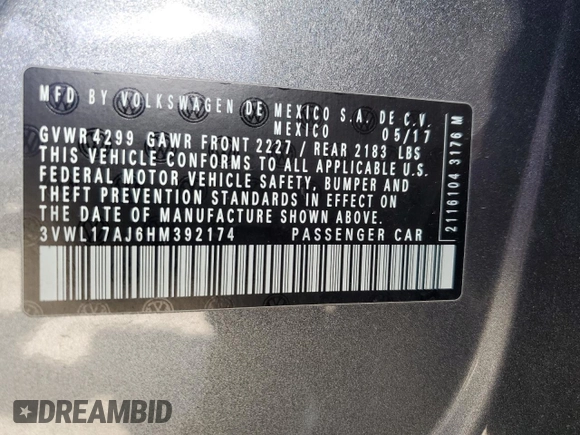 MFD BY VOLKSWAGEN DE MEXICO S.A. DE C.V.
MEXICO 05/17
GVWR 4299 GAWR FRONT 2227 / REAR 2183 LBS
THIS VEHICLE CONFORMS TO ALL APPLICABLE U.S.
FEDERAL MOTOR VEHICLE SAFETY, BUMPER AND
THEFT PREVENTION STANDARDS IN EFFECT ON
THE DATE OF MANUFACTURE SHOWN ABOVE.
3VWL17AJ6HM392174 PASSENGER CAR
2116104 3176 M
DREAMBID